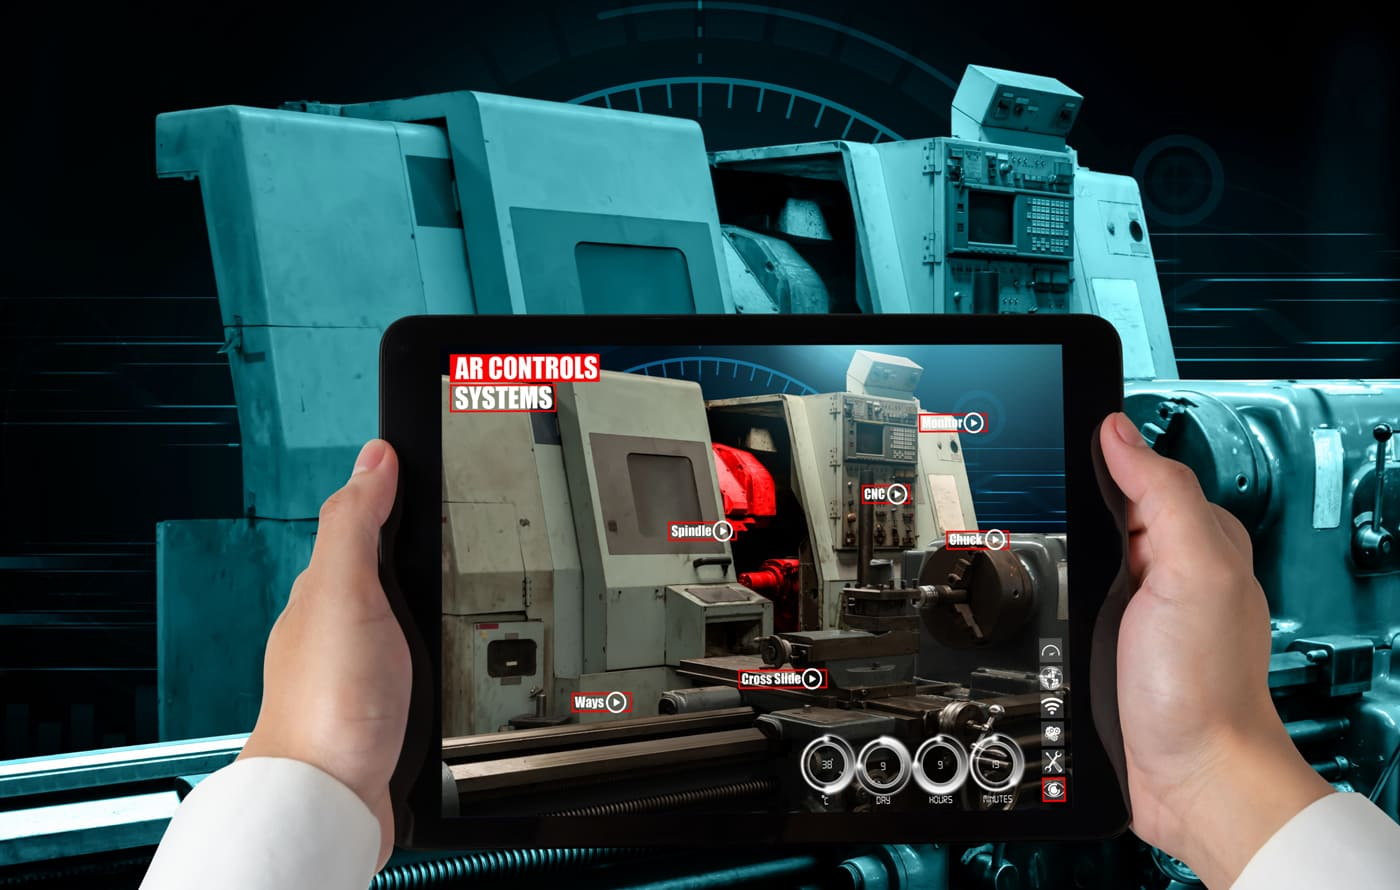 AR CONTROLS
SYSTEMS
Monitor
CNC
Spindle
Chuck
Cross Slide
Ways
38°
9
9
13
°C
DAY
HOURS
MINUTES